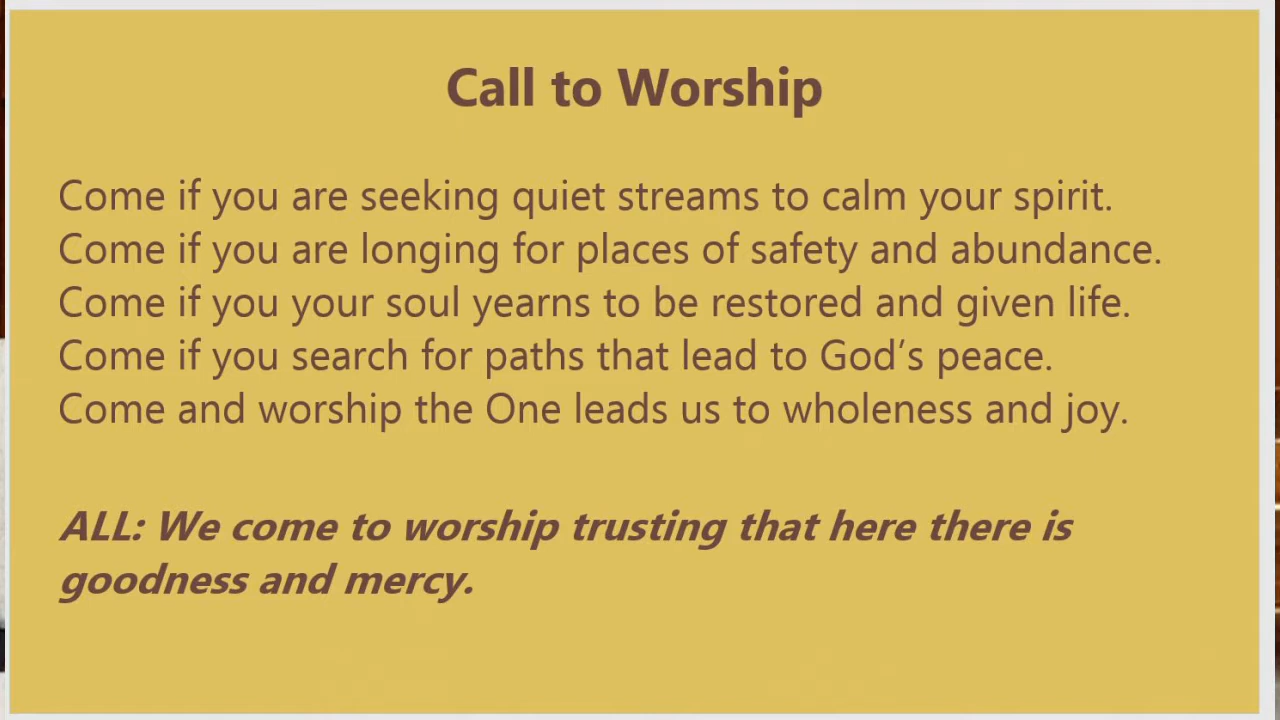 Call to Worship
Come if you are seeking quiet streams to calm your spirit.
Come if you are longing for places of safety and abundance.
Come if you your soul yearns to be restored and given life.
Come if you search for paths that lead to God’s peace.
Come and worship the One leads us to wholeness and joy.
ALL: We come to worship trusting that here there is
goodness and mercy.